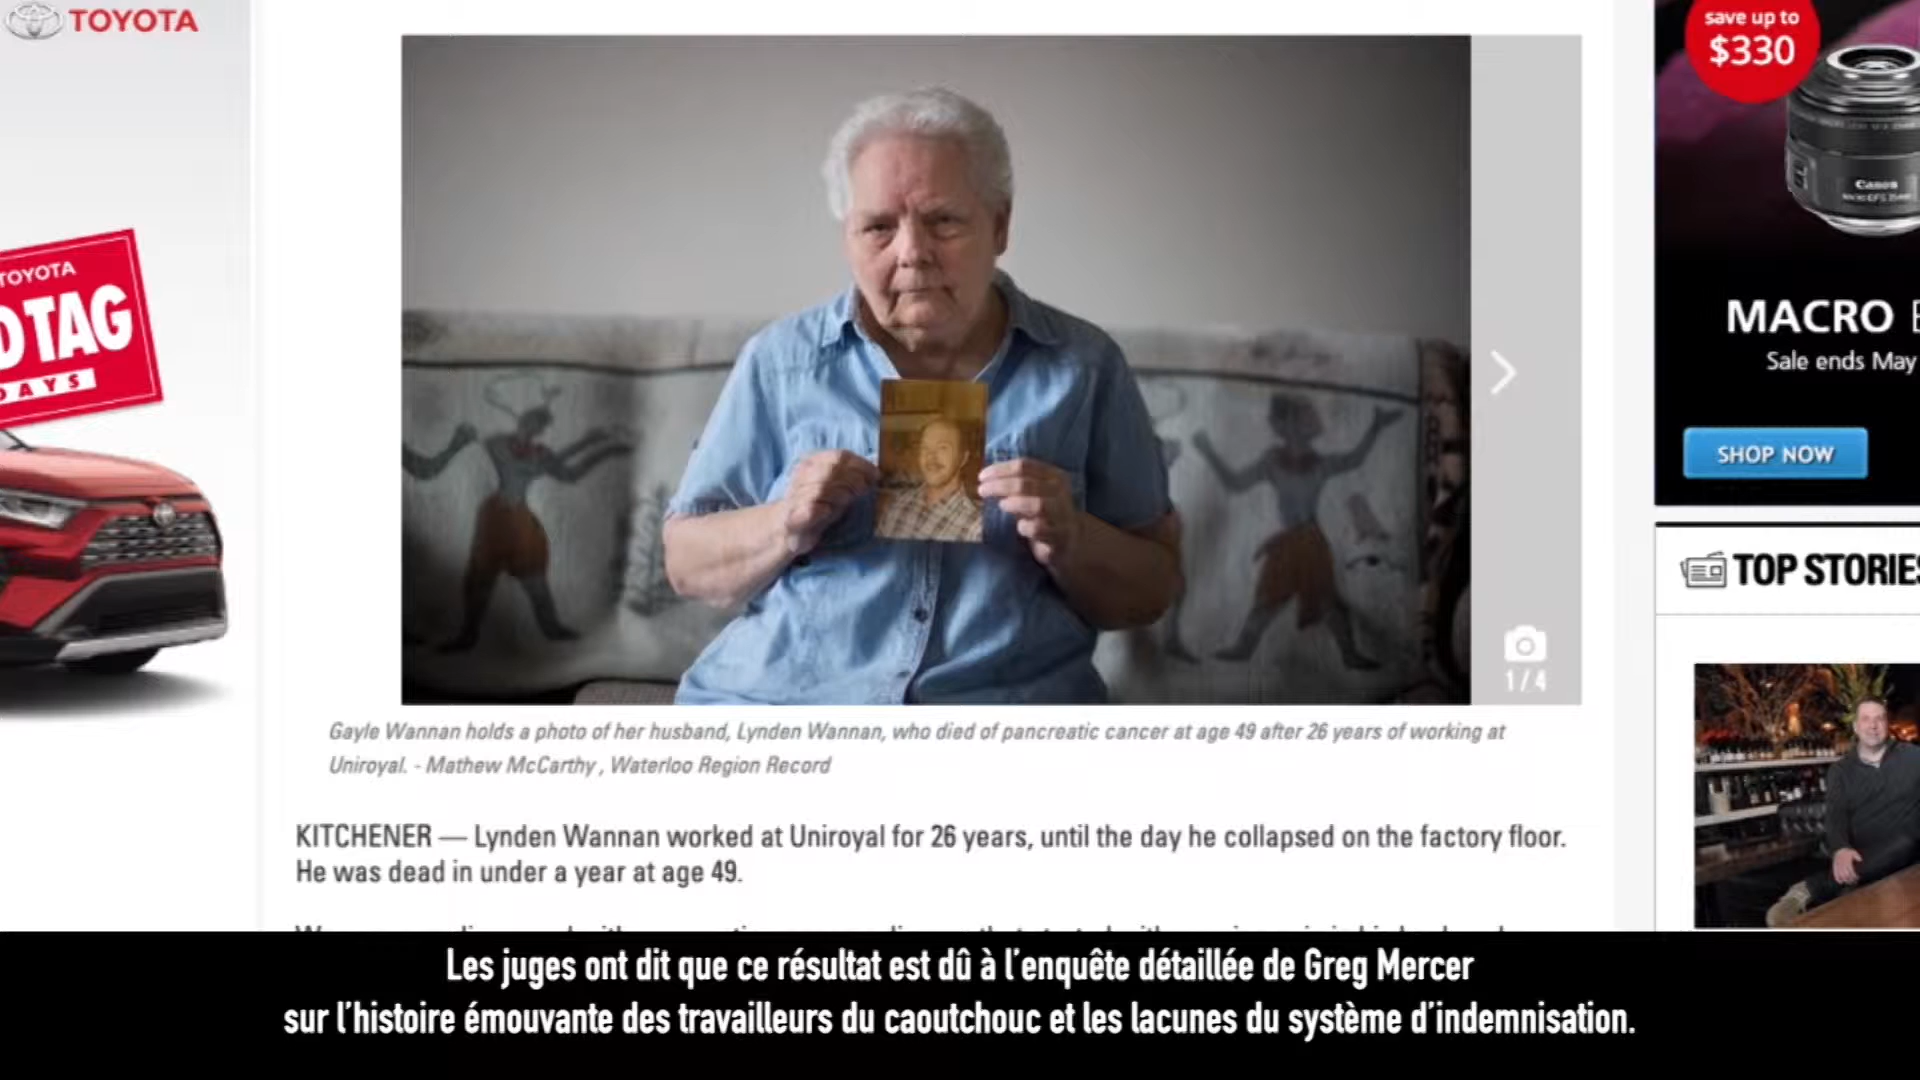 TOYOTA
TOYOTA
D TAG
DAYS
save up to
$330
Canon
MACRO
Sale ends May
SHOP NOW
TOP STORIES
1/4
Gayle Wannan holds a photo of her husband, Lynden Wannan, who died of pancreatic cancer at age 49 after 26 years of working at
Uniroyal. - Mathew McCarthy , Waterloo Region Record
KITCHENER — Lynden Wannan worked at Uniroyal for 26 years, until the day he collapsed on the factory floor.
He was dead in under a year at age 49.
Les juges ont dit que ce résultat est dû à l'enquête détaillée de Greg Mercer
sur l'histoire émouvante des travailleurs du caoutchouc et les lacunes du système d'indemnisation.